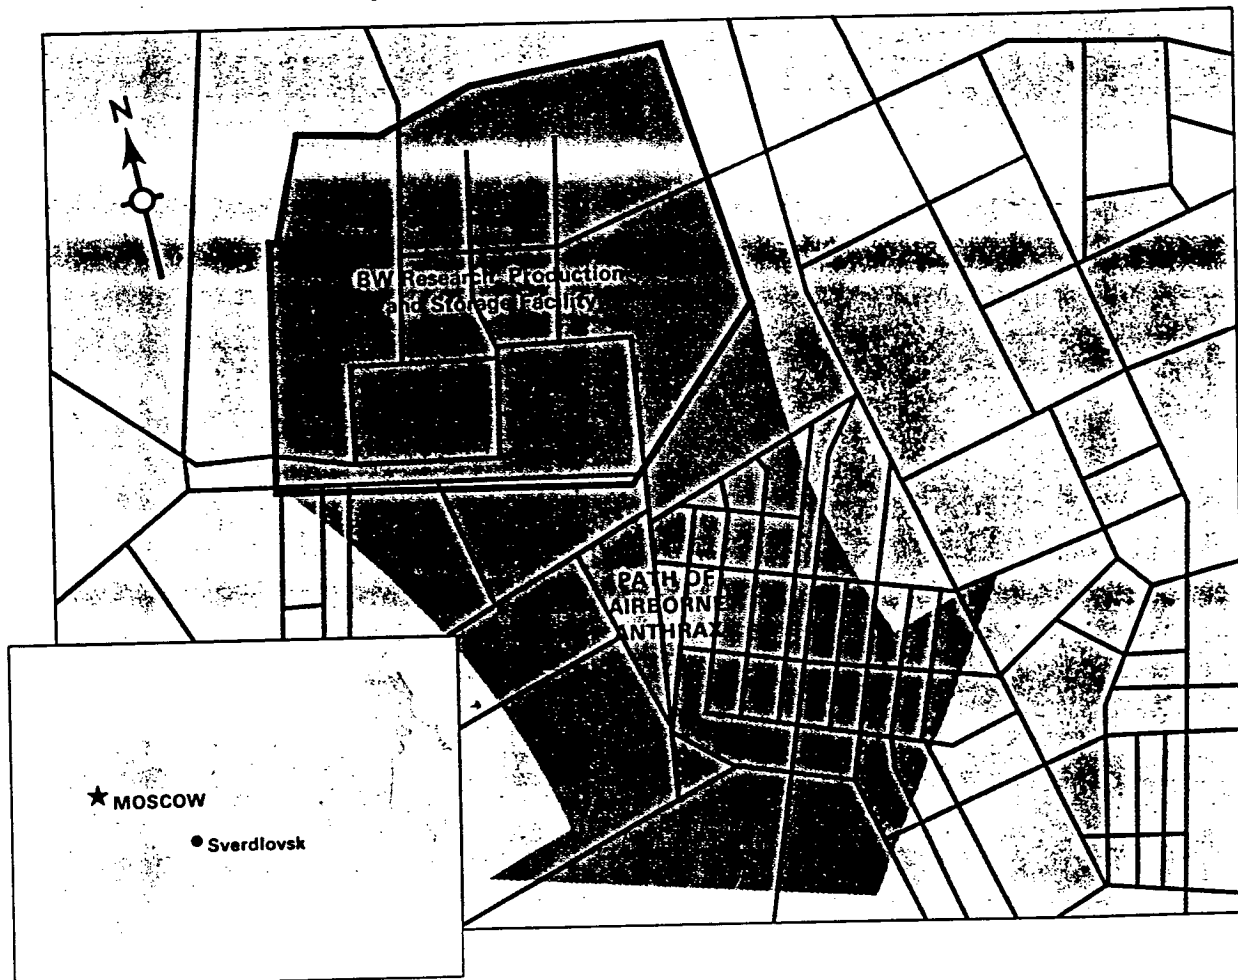 N
BW Research, Production
and Storage Facility
PATH OF
AIRBORNE
ANTHRAX
MOSCOW
Sverdlovsk